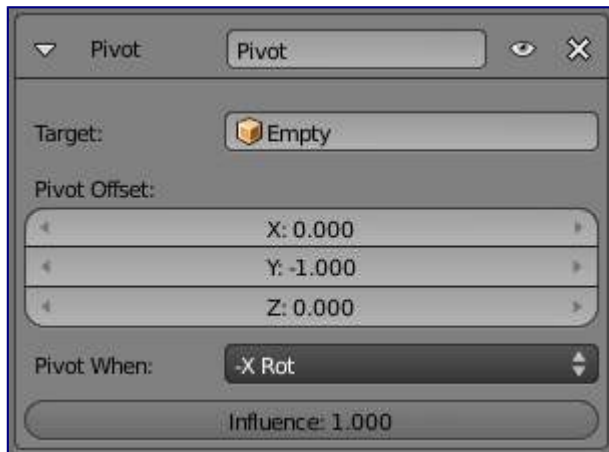 Pivot Pivot
Target: Empty
Pivot Offset:
X: 0.000
Y: -1.000
Z: 0.000
Pivot When: -X Rot
Influence: 1.000